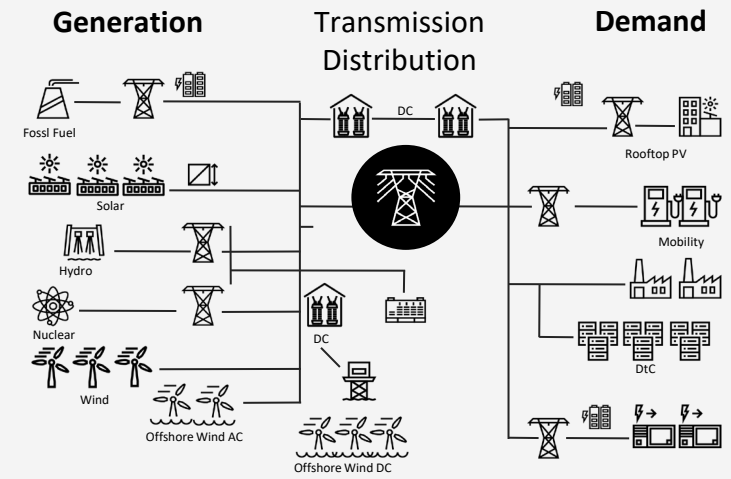 Generation
Transmission
Distribution
Demand
DC
Fossl Fuel
Rooftop PV
Solar
Mobility
Hydro
Nuclear
DC
DtC
Wind
Offshore Wind AC
Offshore Wind DC